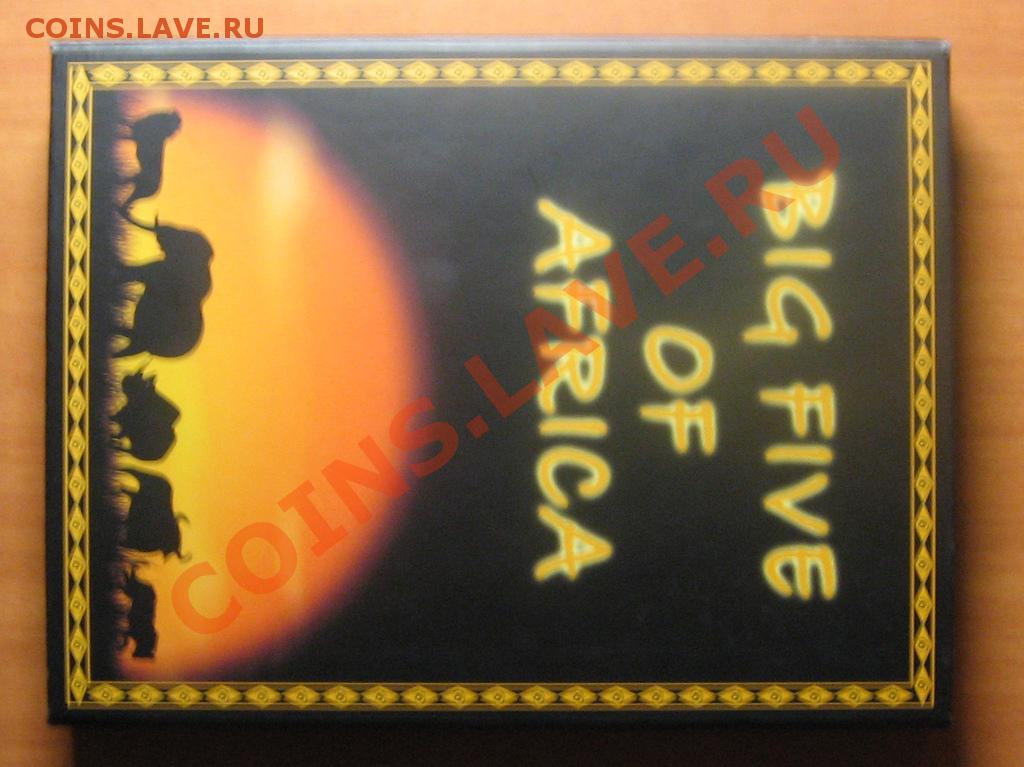 COINS.LAVE.RU
BIG FIVE
OF
AFRICA
COINS.LAVE.RU